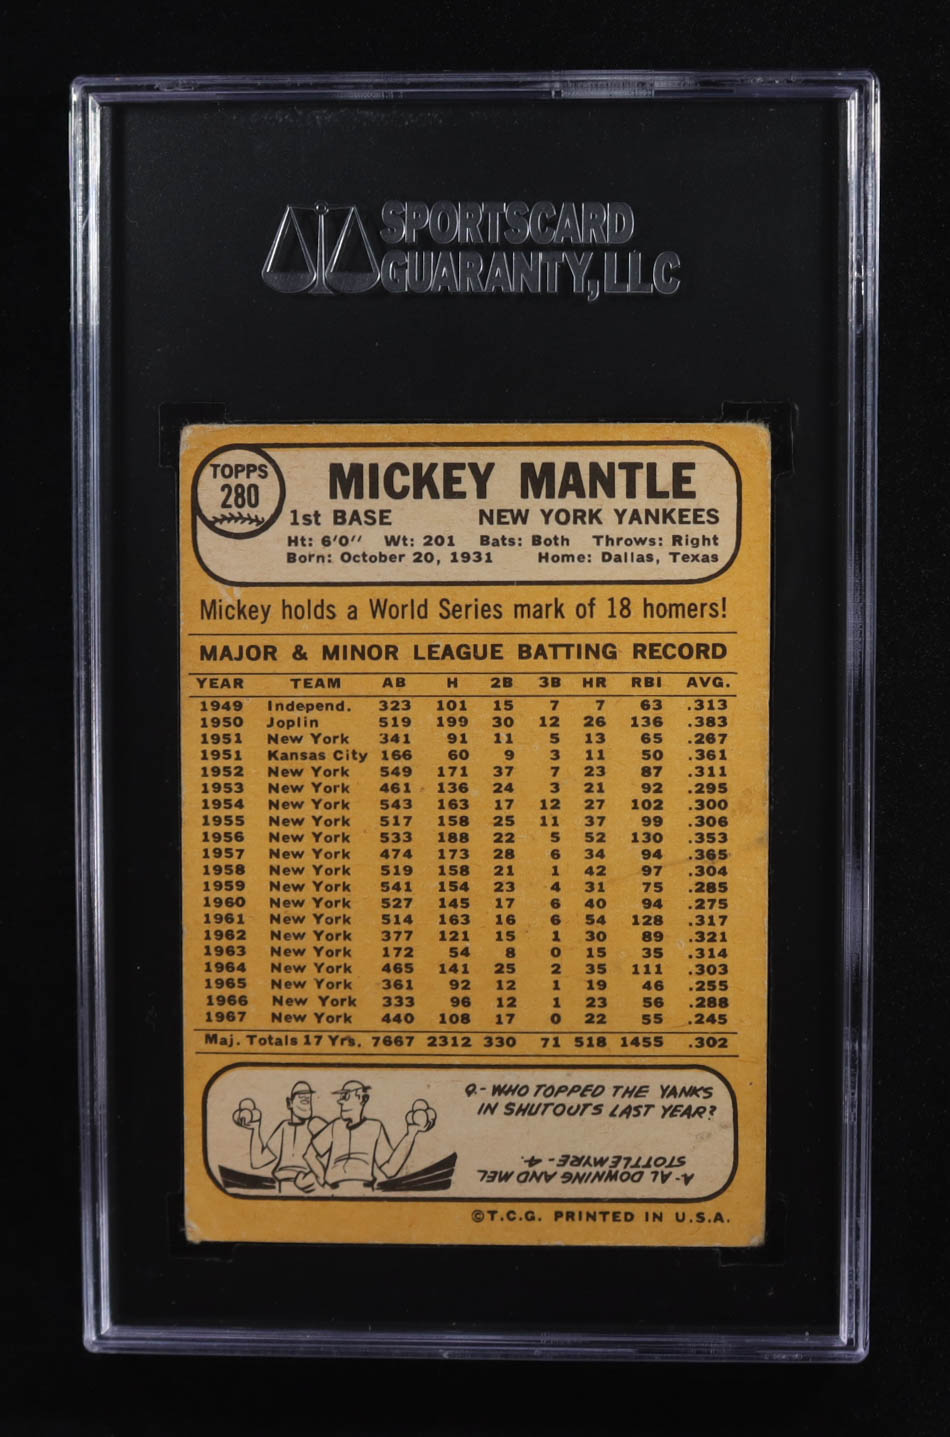 SPORTSCARD
GUARANTY, LLC
TOPPS
280
MICKEY MANTLE
1st BASE NEW YORK YANKEES
Ht: 6'0" Wt: 201 Bats: Both Throws: Right
Born: October 20, 1931 Home: Dallas, Texas
Mickey holds a World Series mark of 18 homers!
MAJOR & MINOR LEAGUE BATTING RECORD
YEAR TEAM AB H 2B 3B HR RBI AVG.
1949 Independ. 323 101 15 7 7 63 .313
1950 Joplin 519 199 30 12 26 136 .383
1951 New York 341 91 11 5 13 65 .267
1951 Kansas City 166 60 9 3 11 50 .361
1952 New York 549 171 37 7 23 87 .311
1953 New York 461 136 24 3 21 92 .295
1954 New York 543 163 17 12 27 102 .300
1955 New York 517 158 25 11 37 99 .306
1956 New York 533 188 22 5 52 130 .353
1957 New York 474 173 28 6 34 94 .365
1958 New York 519 158 21 1 42 97 .304
1959 New York 541 154 23 4 31 75 .285
1960 New York 527 145 17 6 40 94 .275
1961 New York 514 163 16 6 54 128 .317
1962 New York 377 121 15 1 30 89 .321
1963 New York 172 54 8 0 15 35 .314
1964 New York 465 141 25 2 35 111 .303
1965 New York 361 92 12 1 19 46 .255
1966 New York 333 96 12 1 23 56 .288
1967 New York 440 108 17 0 22 55 .245
Maj. Totals 17 Yrs. 7667 2312 330 71 518 1455 .302
Q- WHO TOPPED THE YANKS
IN SHUTOUTS LAST YEAR?
A- AL DOWNING AND MEL
STOTTLEMYRE - 4.
©T.C.G. PRINTED IN U.S.A.